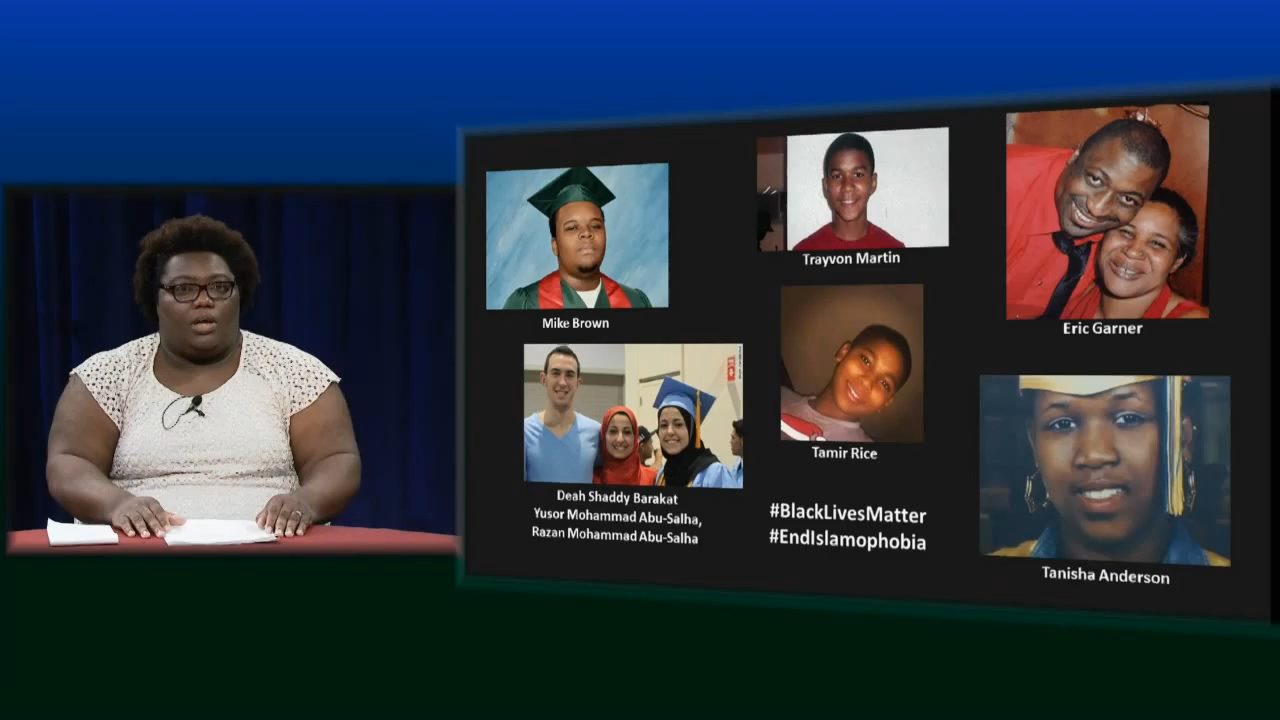 Mike Brown
Trayvon Martin
Eric Garner
Deah Shaddy Barakat
Yusor Mohammad Abu-Salha,
Razan Mohammad Abu-Salha
Tamir Rice
#BlackLivesMatter
#EndIslamophobia
Tanisha Anderson